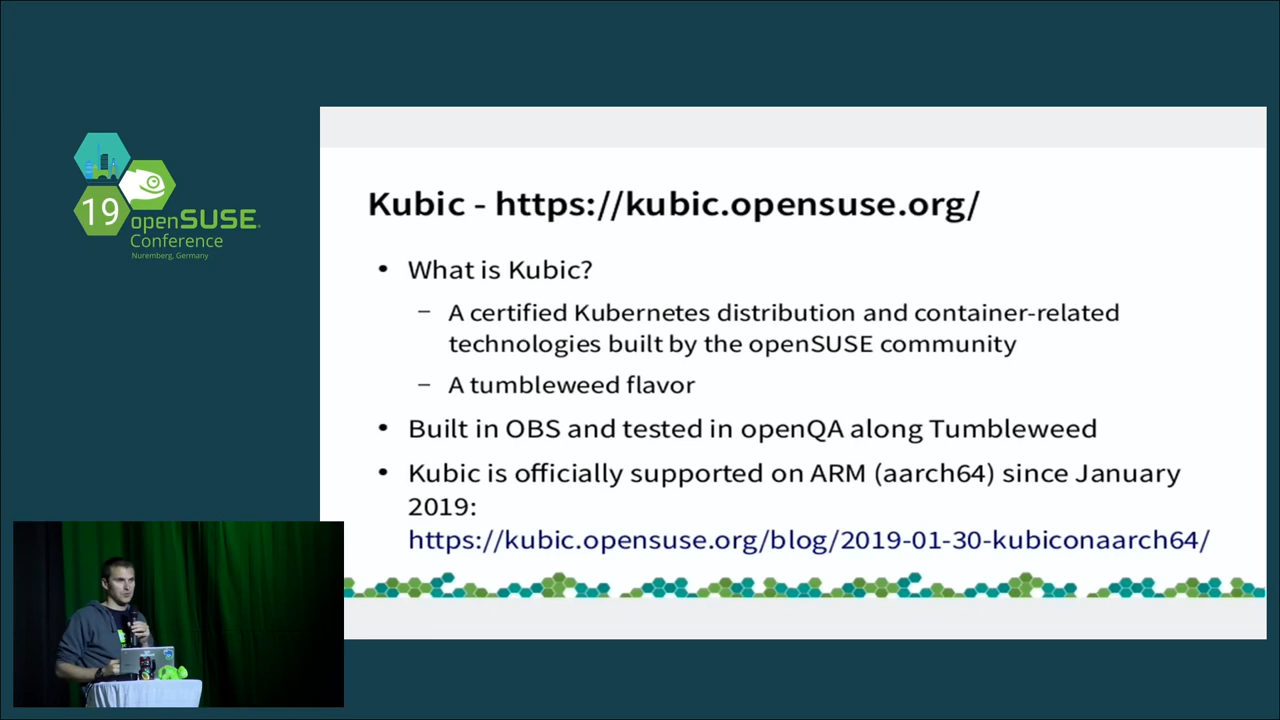 19
openSUSE
Conference
Nuremberg, Germany
Kubic - https://kubic.opensuse.org/
• What is Kubic?
– A certified Kubernetes distribution and container-related
technologies built by the openSUSE community
– A tumbleweed flavor
• Built in OBS and tested in openQA along Tumbleweed
• Kubic is officially supported on ARM (aarch64) since January
2019:
https://kubic.opensuse.org/blog/2019-01-30-kubiconaarch64/